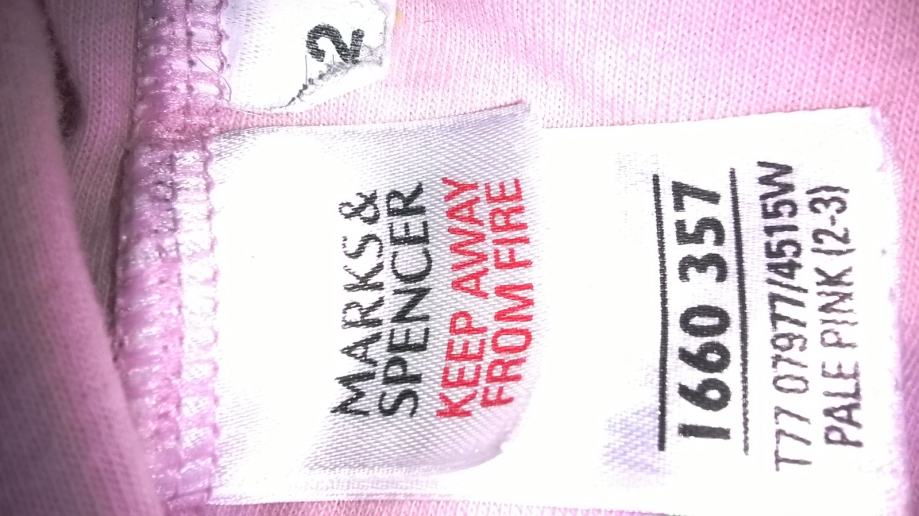 2
MARKS&
SPENCER
KEEP AWAY
FROM FIRE
1660 357
T77 07977/4515W
PALE PINK (2-3)